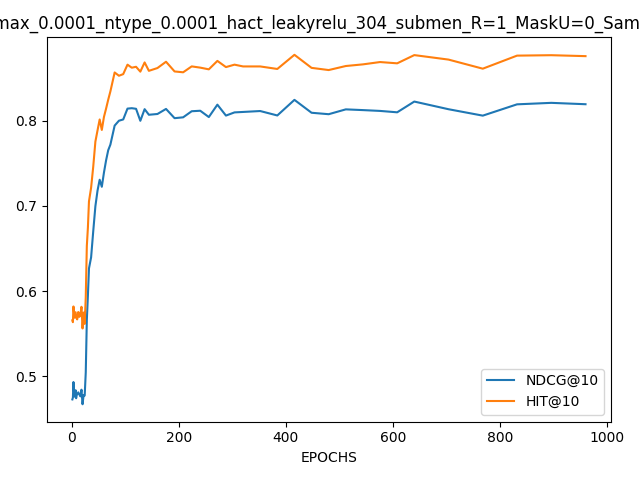 max_0.0001_ntype_0.0001_hact_leakyrelu_304_submen_R=1_MaskU=0_Sam
0.8
0.7
0.6
0.5
NDCG@10
HIT@10
0 200 400 600 800 1000
EPOCHS